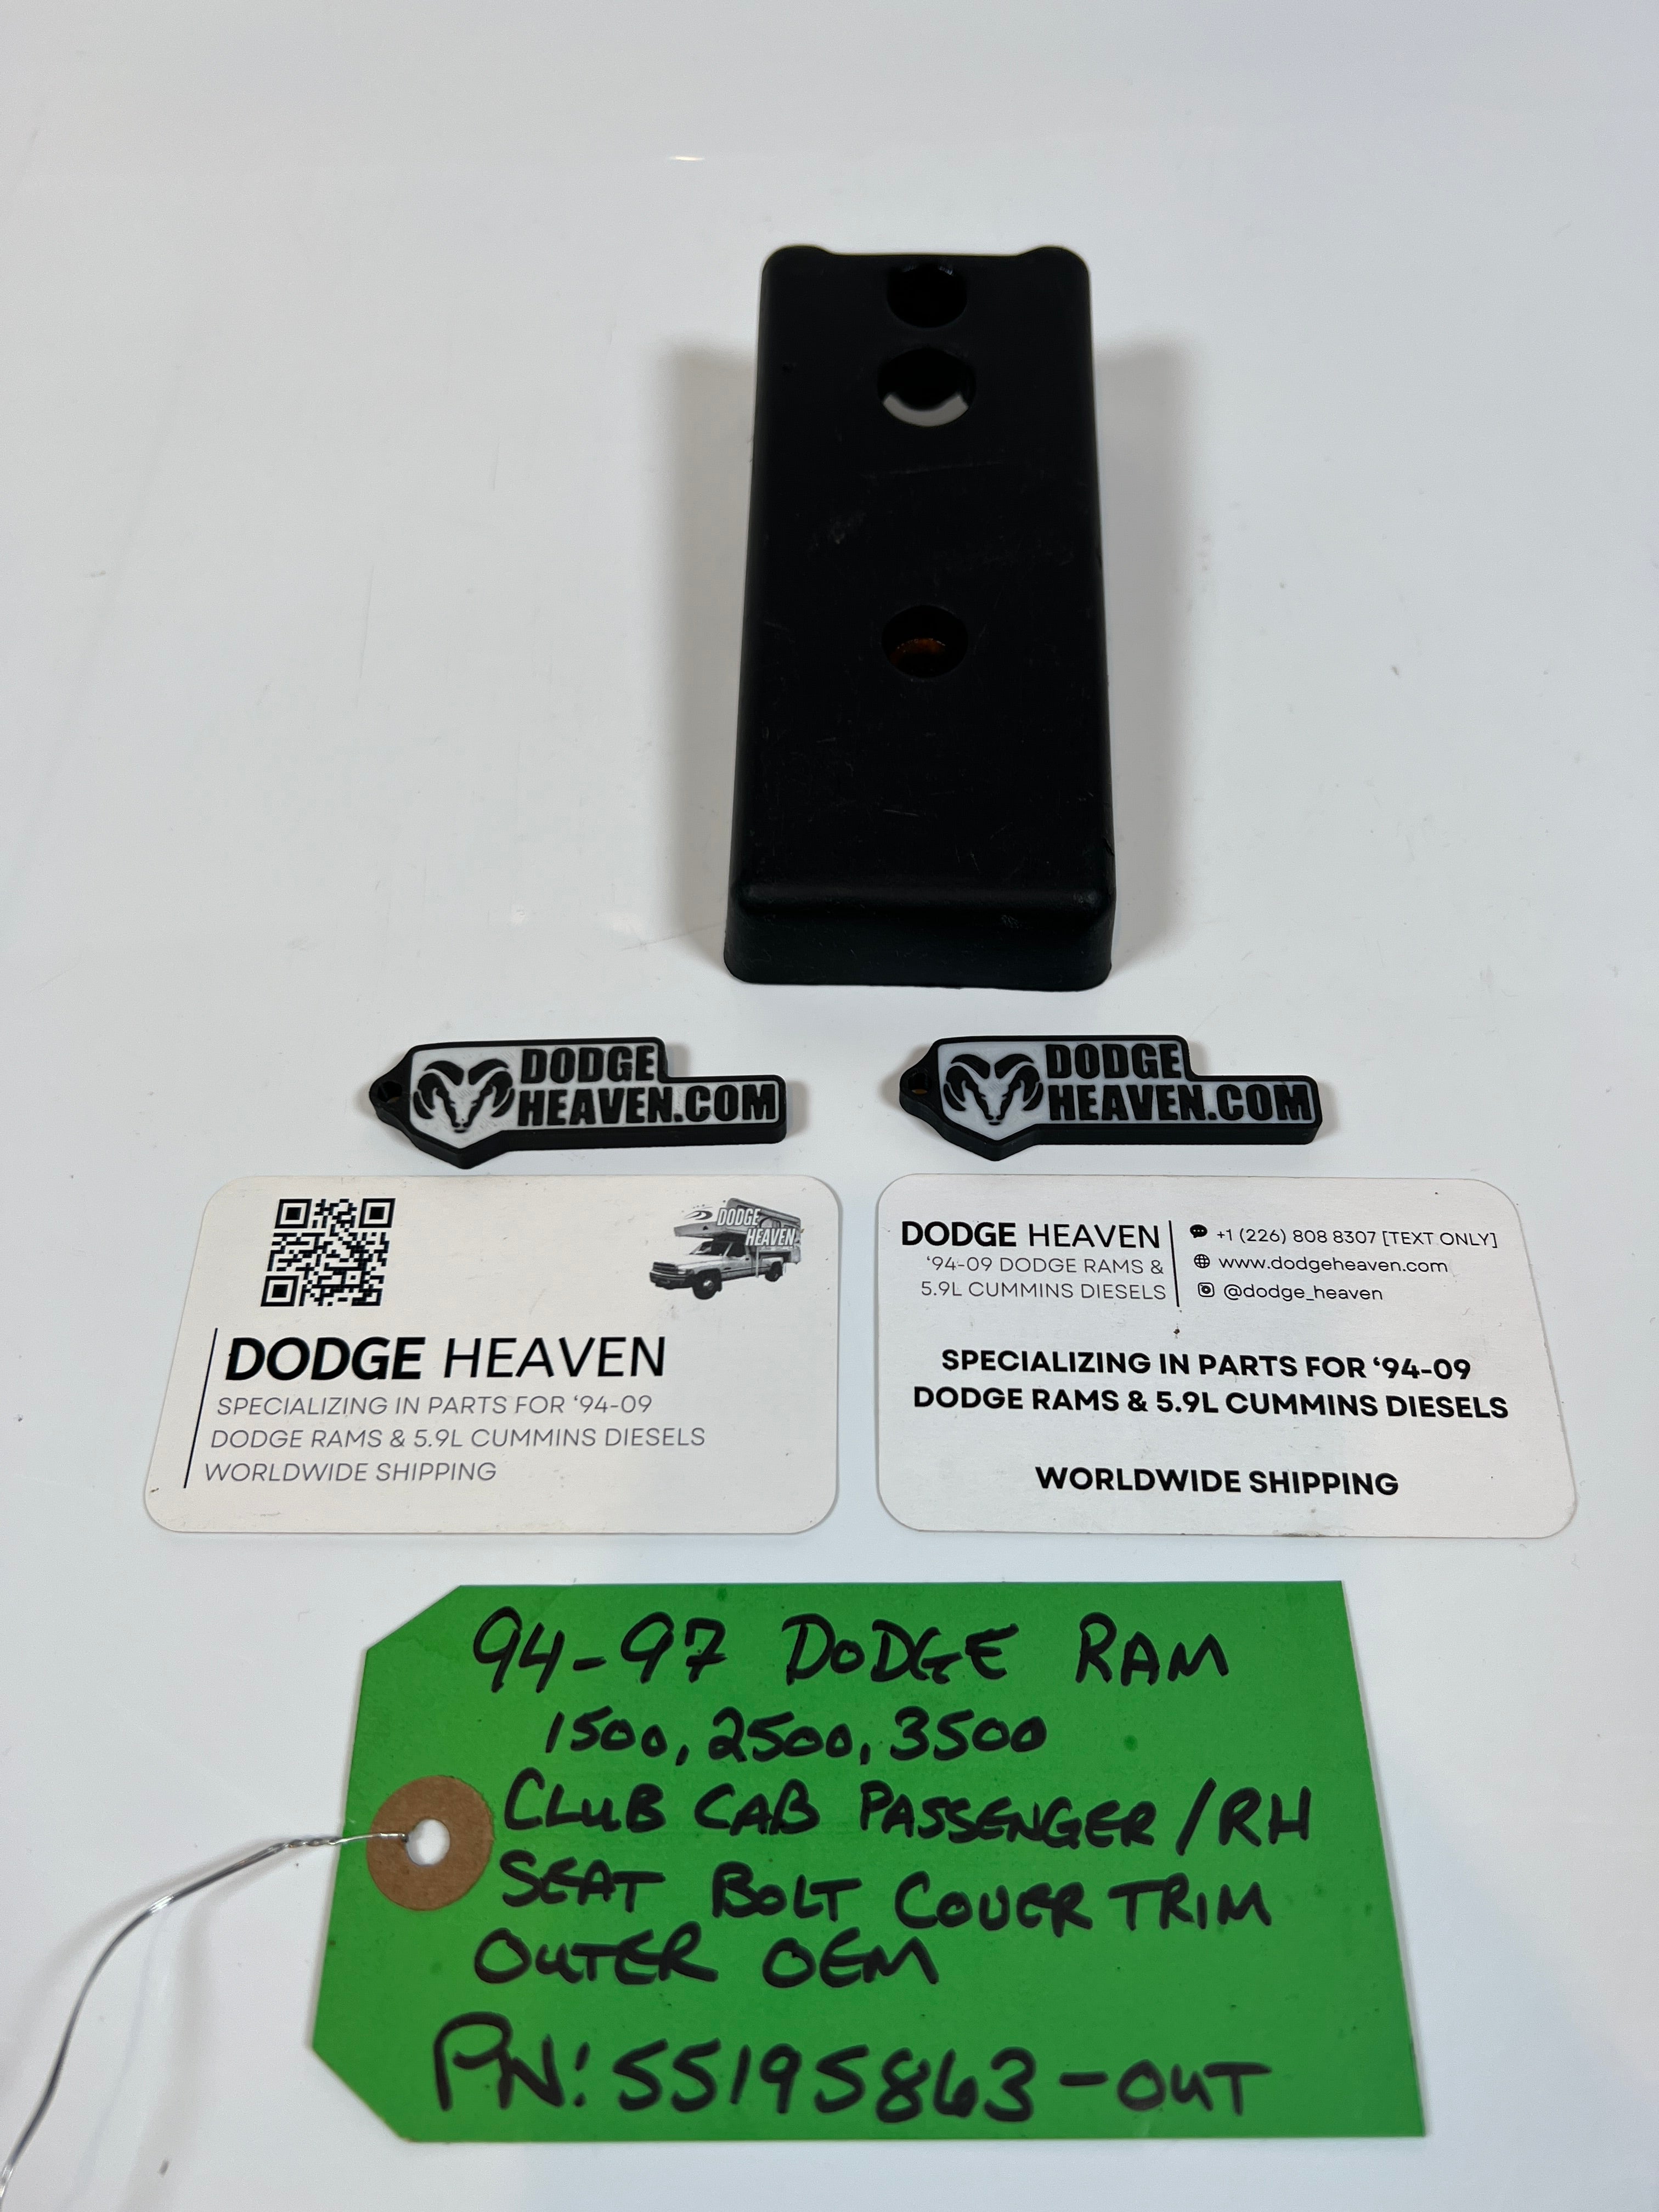 DODGE
HEAVEN.COM
DODGE
HEAVEN.COM
DODGE
HEAVEN
DODGE HEAVEN
SPECIALIZING IN PARTS FOR ‘94-09
DODGE RAMS & 5.9L CUMMINS DIESELS
WORLDWIDE SHIPPING
DODGE HEAVEN
‘94-09 DODGE RAMS &
5.9L CUMMINS DIESELS
+1 (226) 808 8307 [TEXT ONLY]
www.dodgeheaven.com
@dodge_heaven
SPECIALIZING IN PARTS FOR ‘94-09
DODGE RAMS & 5.9L CUMMINS DIESELS
WORLDWIDE SHIPPING
94-97 DODGE RAM
1500, 2500, 3500
CLUB CAB PASSENGER/RH
SEAT BOLT COVER TRIM
OUTER OEM
PN: 55195863-OUT